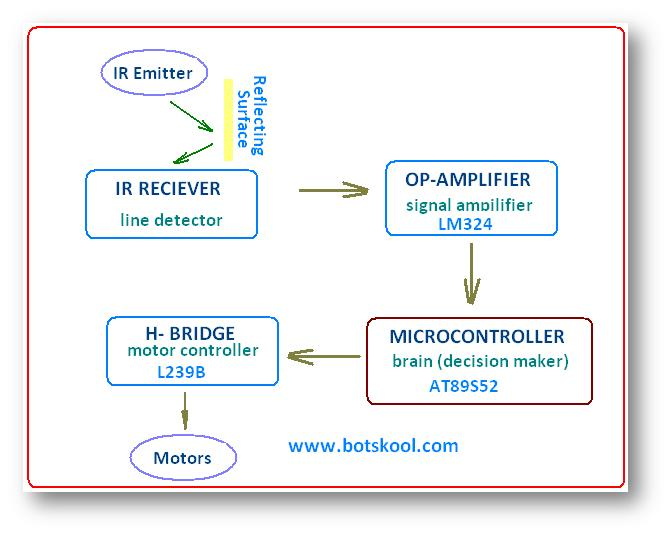 IR Emitter
Reflecting
Surface
IR RECIEVER
line detector
OP-AMPLIFIER
signal ampilifier
LM324
MICROCONTROLLER
brain (decision maker)
AT89S52
H- BRIDGE
motor controller
L239B
Motors
www.botskool.com